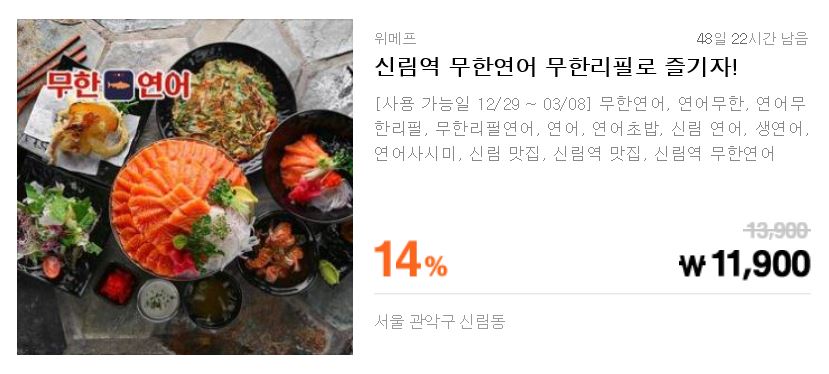 무한 연어
위메프
48일 22시간 남음
신림역 무한연어 무한리필로 즐기자!
[사용 가능일 12/29 ~ 03/08] 무한연어, 연어무한, 연어무
한리필, 무한리필연어, 연어, 연어초밥, 신림 연어, 생연어,
연어사시미, 신림 맛집, 신림역 맛집, 신림역 무한연어
13,900
14%
₩11,900
서울 관악구 신림동